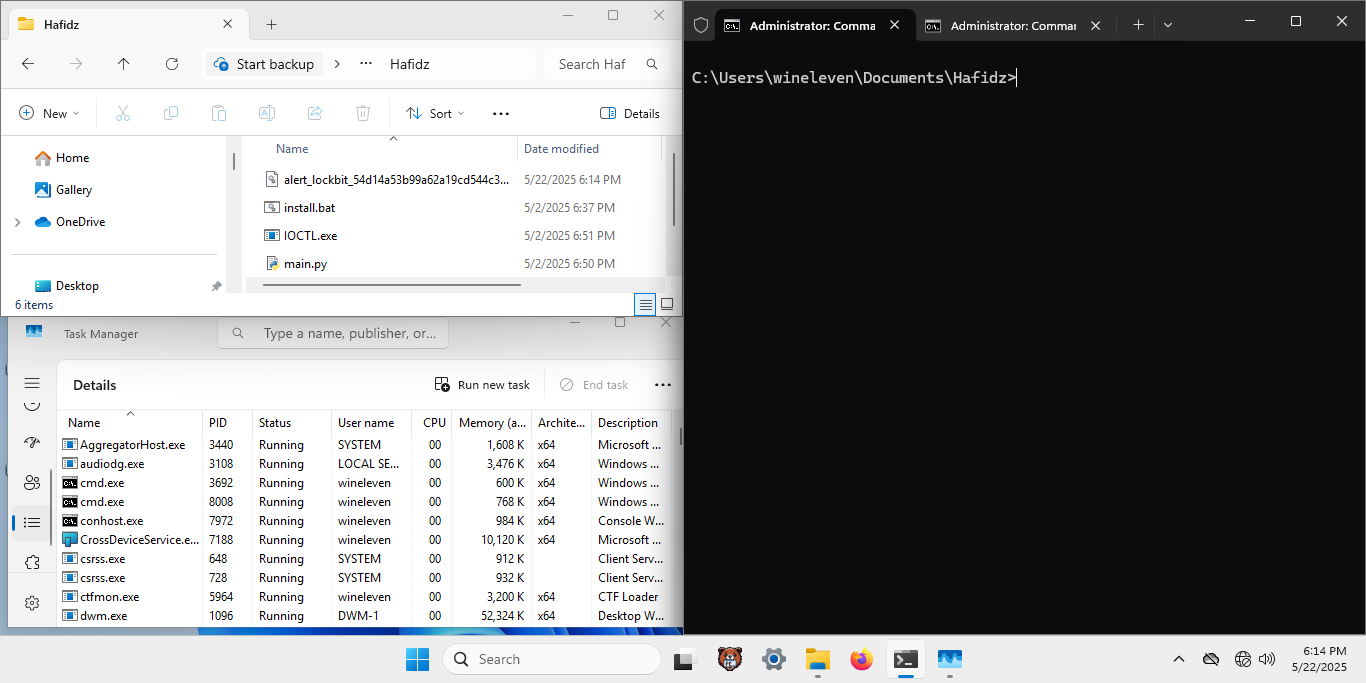 Hafidz
Start backup
Hafidz
Search Haf
New
Sort
Details
Name
Date modified
Home
Gallery
OneDrive
Desktop
alert_lockbit_54d14a53b99a62a19cd544c3...
5/22/2025 6:14 PM
install.bat
5/2/2025 6:37 PM
IOCTL.exe
5/2/2025 6:51 PM
main.py
5/2/2025 6:50 PM
6 items
Task Manager
Type a name, publisher, or...
Details
Run new task
End task
Name PID Status User name CPU Memory (a... Archite... Description
AggregatorHost.exe 3440 Running SYSTEM 00 1,608 K x64 Microsoft ...
audiodg.exe 3108 Running LOCAL SE... 00 3,476 K x64 Windows ...
cmd.exe 3692 Running wineleven 00 600 K x64 Windows ...
cmd.exe 8008 Running wineleven 00 768 K x64 Windows ...
conhost.exe 7972 Running wineleven 00 984 K x64 Console W...
CrossDeviceService.e... 7188 Running wineleven 00 10,120 K x64 Microsoft ...
csrss.exe 648 Running SYSTEM 00 912 K Client Serv...
csrss.exe 728 Running SYSTEM 00 932 K Client Serv...
ctfmon.exe 5964 Running wineleven 00 3,200 K x64 CTF Loader
dwm.exe 1096 Running DWM-1 00 52,324 K x64 Desktop W...
Administrator: Comma
Administrator: Comman
C:\Users\wineleven\Documents\Hafidz>
Search
6:14 PM
5/22/2025